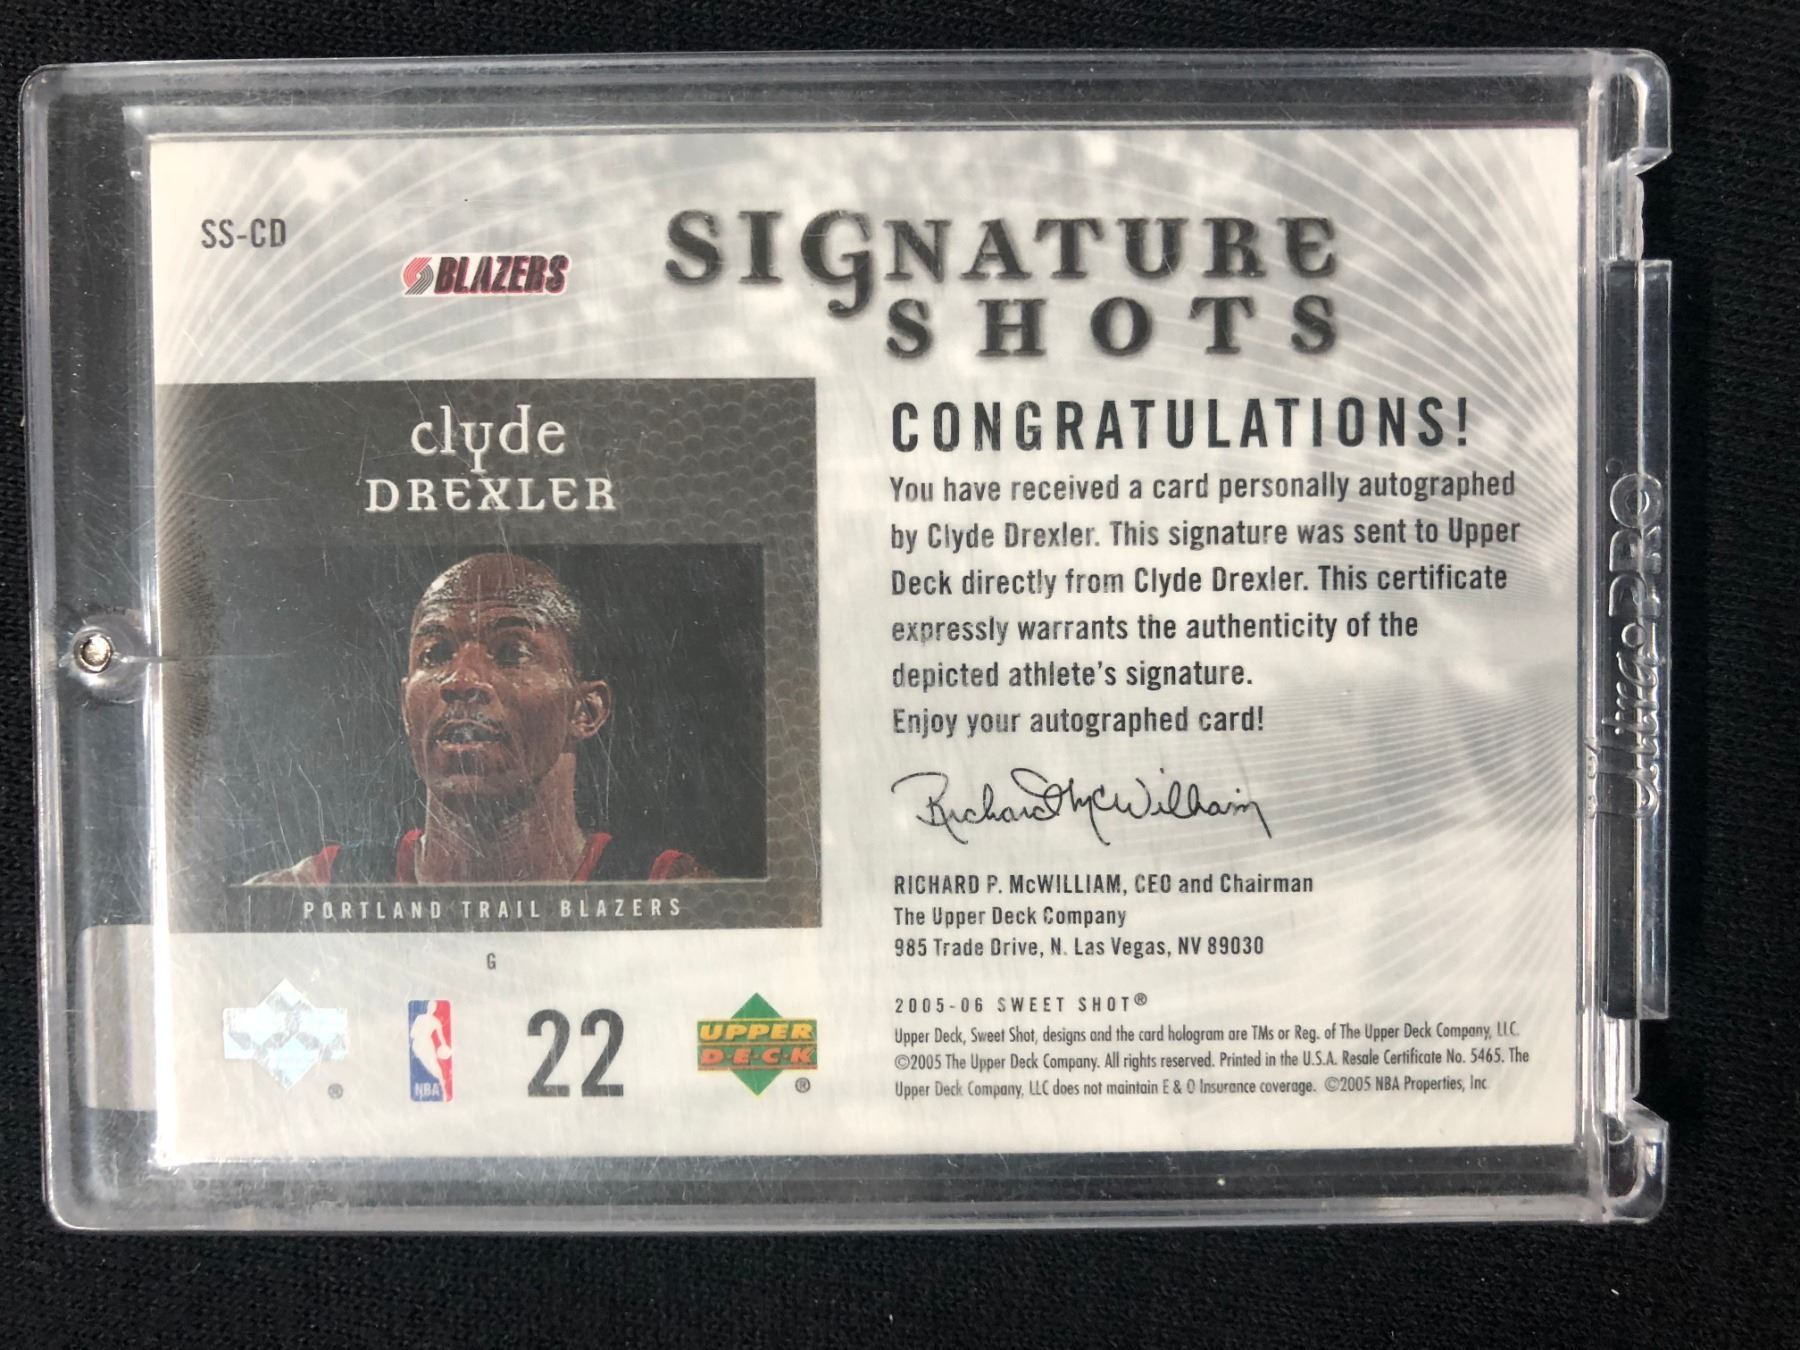 SS-CD
BLAZERS
SIGNATURE
SHOTS
clyde
DREXLER
PORTLAND TRAIL BLAZERS
G
22
NBA
UPPER
DECK
®
®
CONGRATULATIONS!
You have received a card personally autographed
by Clyde Drexler. This signature was sent to Upper
Deck directly from Clyde Drexler. This certificate
expressly warrants the authenticity of the
depicted athlete's signature.
Enjoy your autographed card!
Richard McWilliam
RICHARD P. McWILLIAM, CEO and Chairman
The Upper Deck Company
985 Trade Drive, N. Las Vegas, NV 89030
2005-06 SWEET SHOT®
Upper Deck, Sweet Shot, designs and the card hologram are TMs or Reg. of The Upper Deck Company, LLC.
©2005 The Upper Deck Company. All rights reserved. Printed in the U.S.A. Resale Certificate No. 5465. The
Upper Deck Company, LLC does not maintain E & O Insurance coverage. ©2005 NBA Properties, Inc
Ultra•PRO®